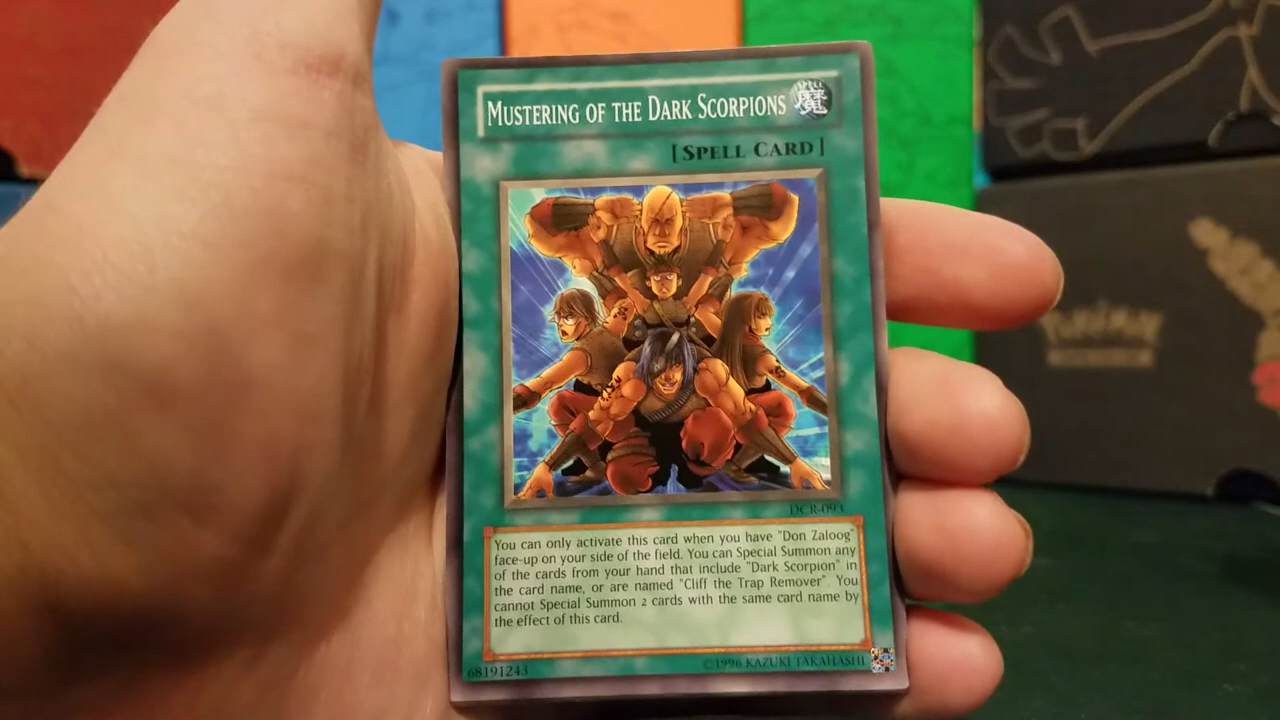 MUSTERING OF THE DARK SCORPIONS 魔
[SPELL CARD]
DCR-093
You can only activate this card when you have "Don Zaloog"
face-up on your side of the field. You can Special Summon any
of the cards from your hand that include "Dark Scorpion" in
the card name, or are named "Cliff the Trap Remover". You
cannot Special Summon 2 cards with the same card name by
the effect of this card.
68191243
©1996 KAZUKI TAKAHASHI
POKÉMON